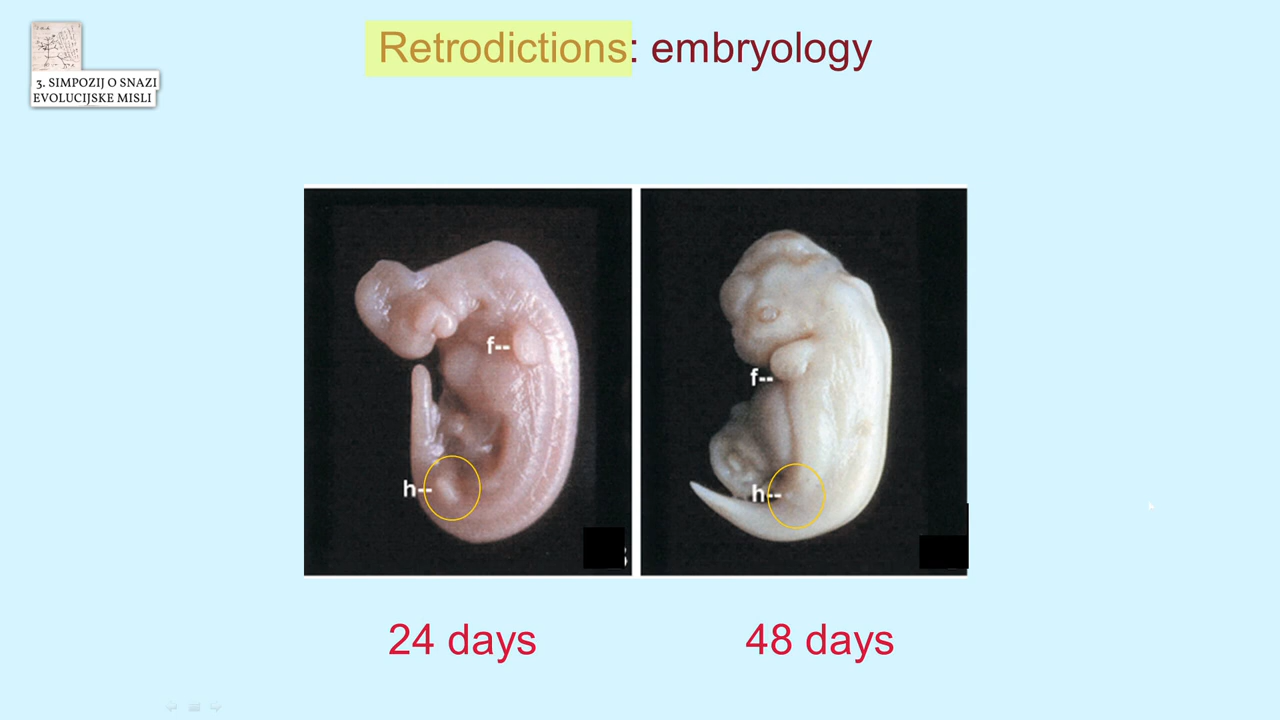 Retrodictions: embryology
3. SIMPOZIJ O SNAZI
EVOLUCIJSKE MISLI
f--
h--
f--
h--
24 days
48 days